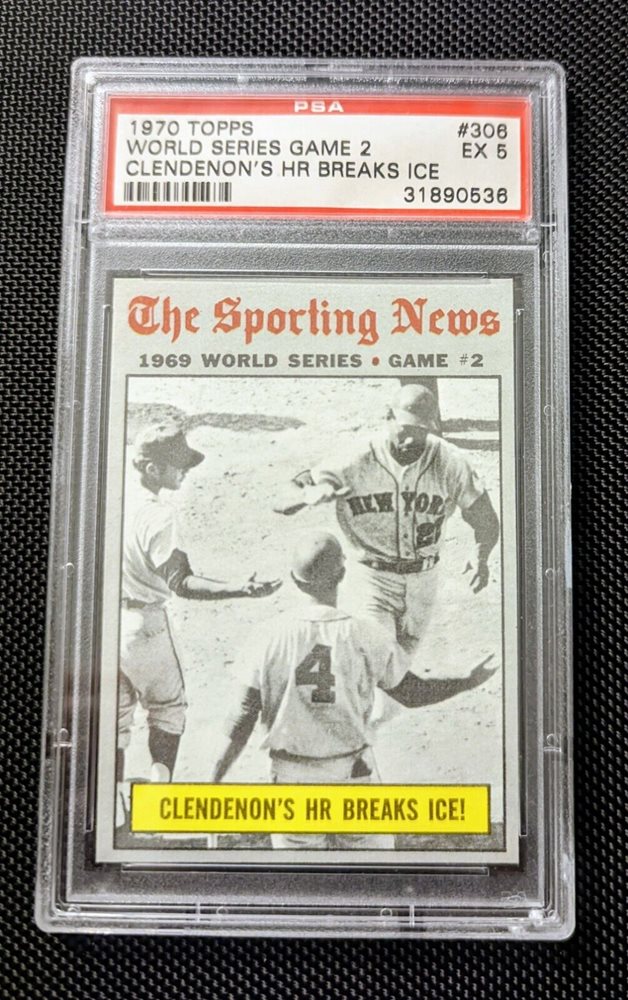 PSA
1970 TOPPS #306
WORLD SERIES GAME 2 EX 5
CLENDENON'S HR BREAKS ICE
31890536
The Sporting News
1969 WORLD SERIES • GAME #2
NEW YORK
4
CLENDENON'S HR BREAKS ICE!